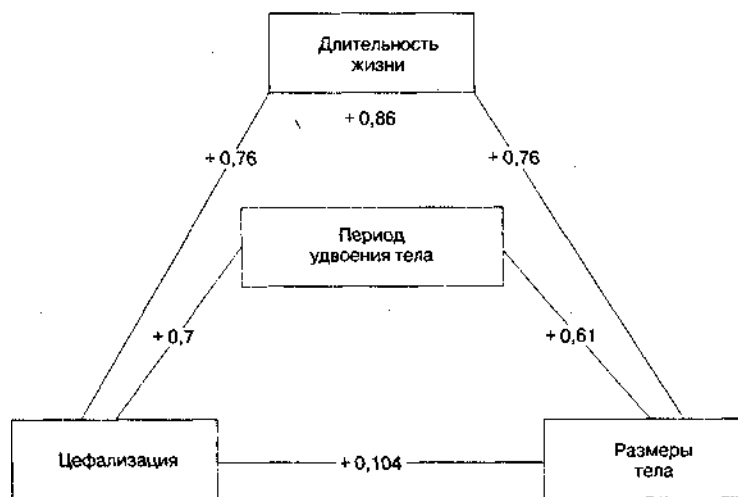 Длительность
жизни
+ 0,86
+ 0,76
+ 0,76
Период
удвоения тела
+ 0,7
+ 0,61
Цефализация
+ 0,104
Размеры
тела